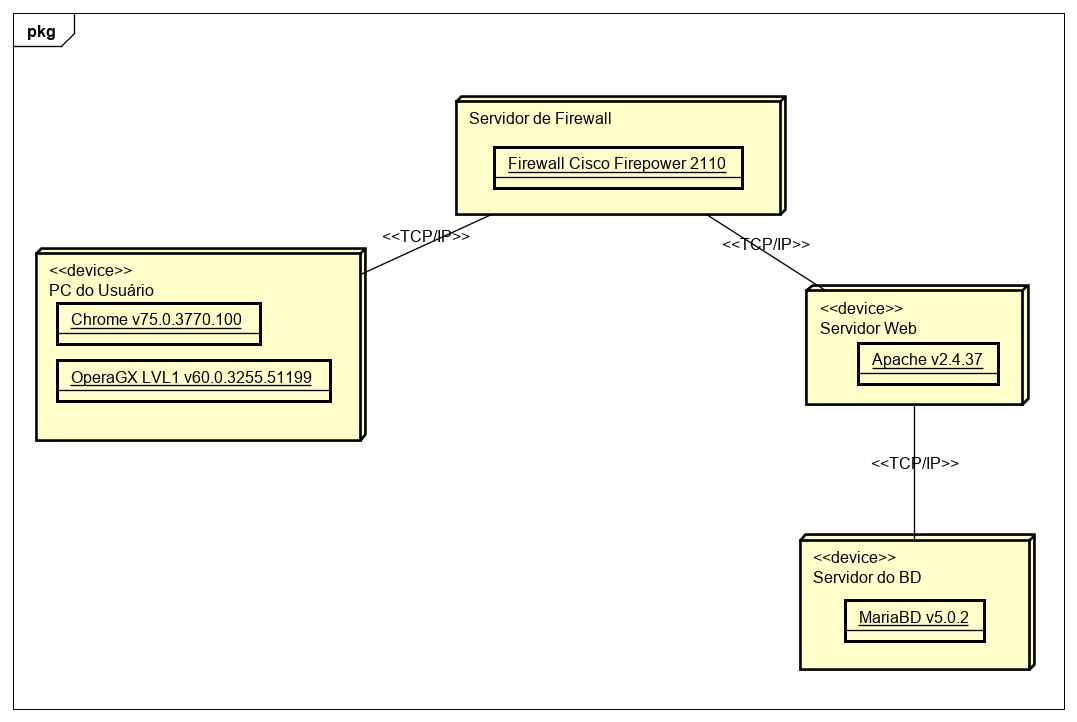 pkg
Servidor de Firewall
Firewall Cisco Firepower 2110
<<TCP/IP>>
<<TCP/IP>>
<<device>>
PC do Usuário
Chrome v75.0.3770.100
OperaGX LVL1 v60.0.3255.51199
<<device>>
Servidor Web
Apache v2.4.37
<<TCP/IP>>
<<device>>
Servidor do BD
MariaBD v5.0.2